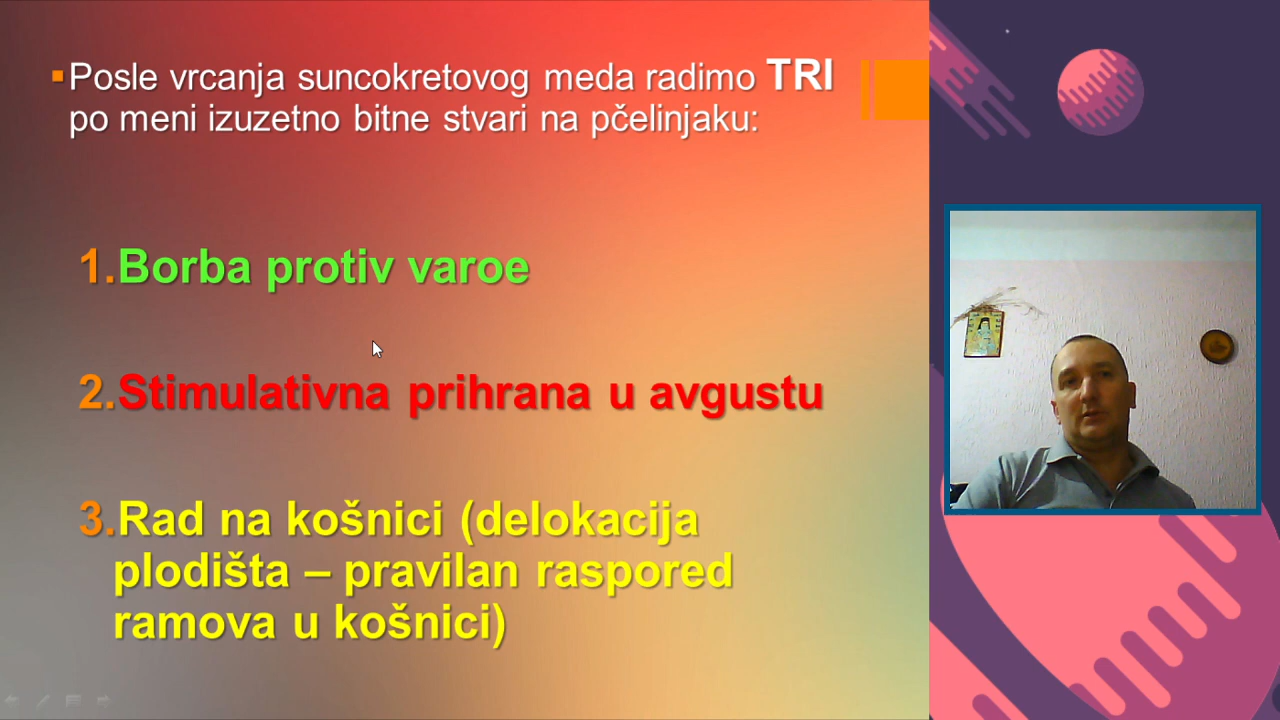 Posle vrcanja suncokretovog meda radimo TRI
po meni izuzetno bitne stvari na pčelinjaku:
1.Borba protiv varoe
2.Stimulativna prihrana u avgustu
3.Rad na košnici (delokacija
plodišta – pravilan raspored
ramova u košnici)